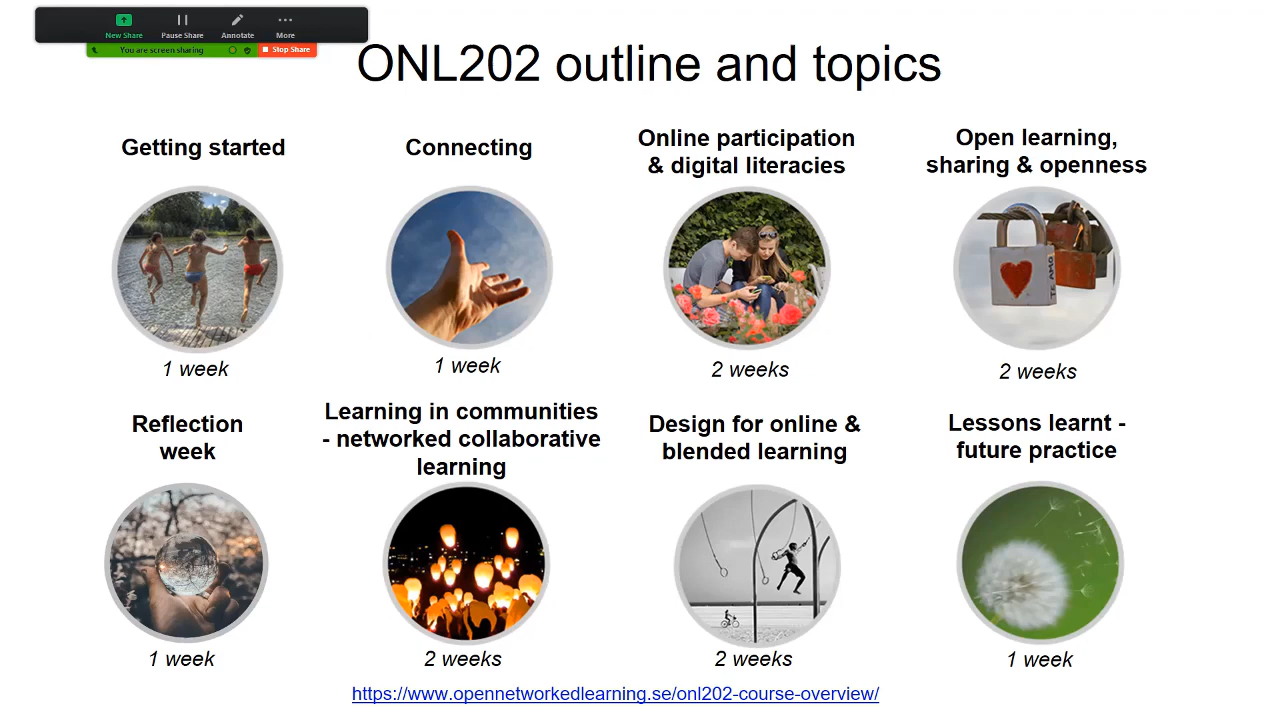 New Share
Pause Share
Annotate
More
You are screen sharing
Stop Share
ONL202 outline and topics
Getting started
Connecting
Online participation
& digital literacies
Open learning,
sharing & openness
TE AMO
1 week
1 week
2 weeks
2 weeks
Reflection
week
Learning in communities
- networked collaborative
learning
Design for online &
blended learning
Lessons learnt -
future practice
1 week
2 weeks
2 weeks
1 week
https://www.opennetworkedlearning.se/onl202-course-overview/